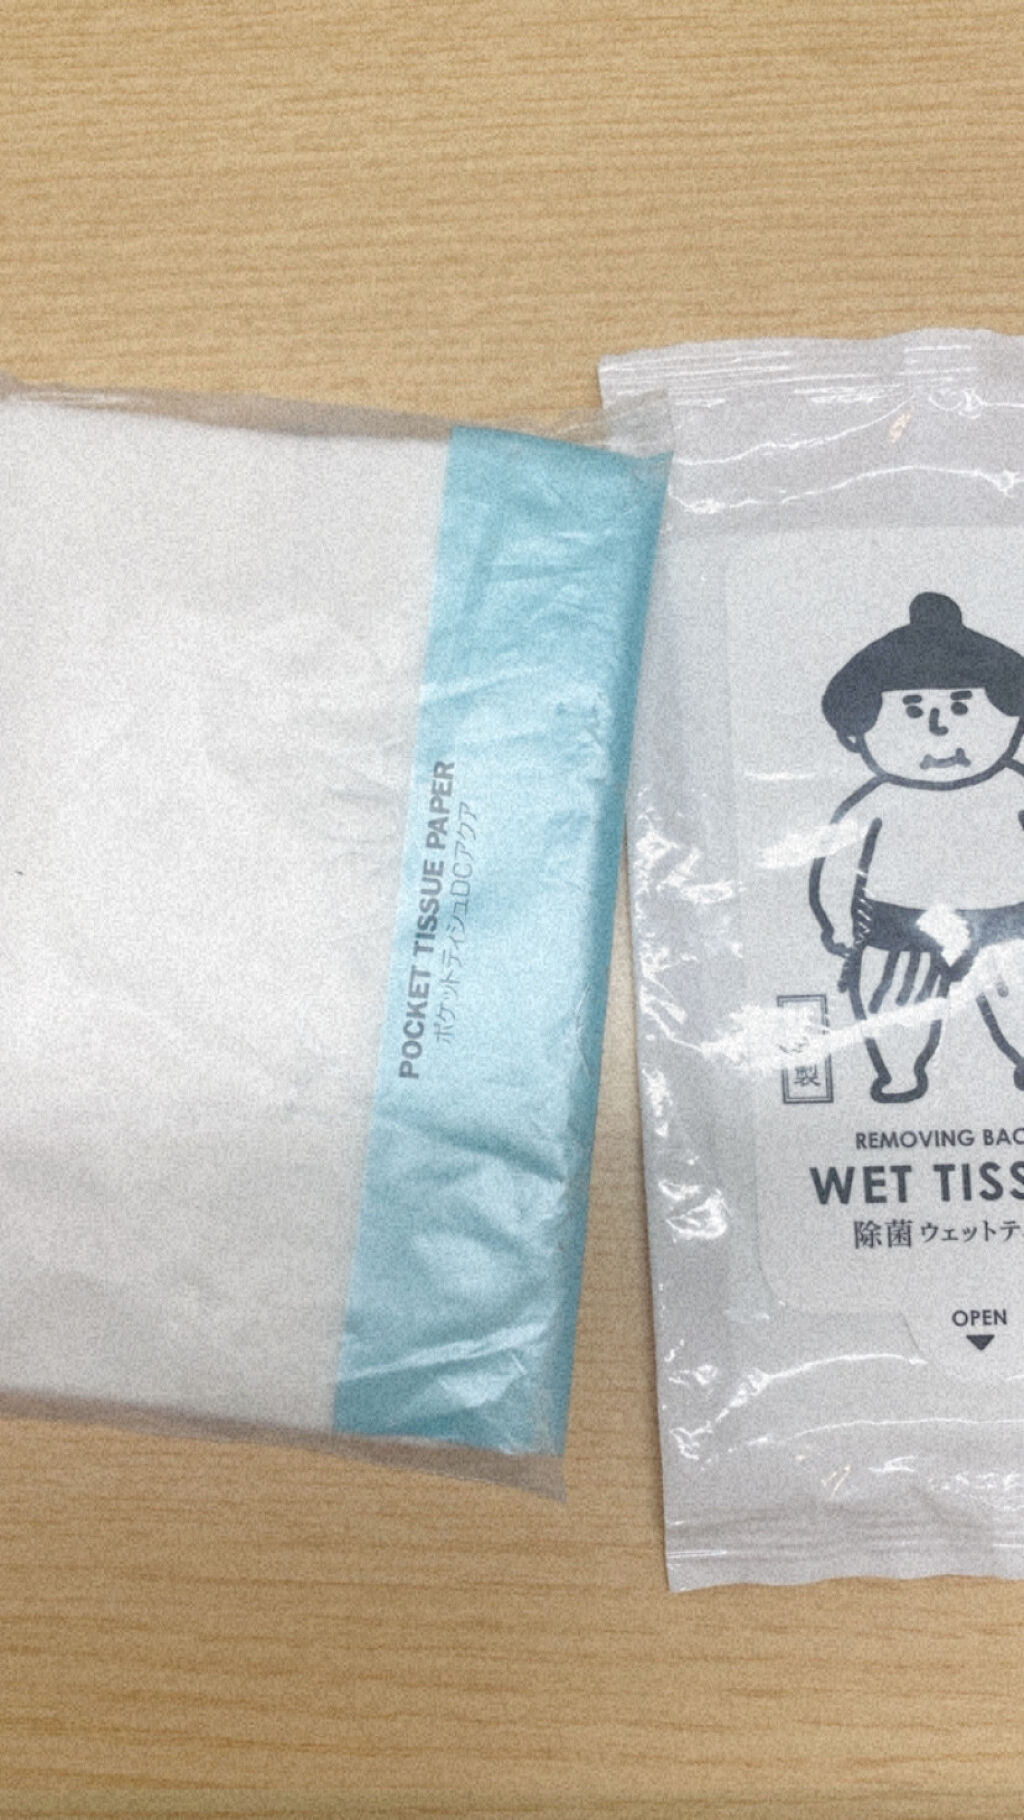 POCKET TISSUE PAPER
ポケットティシュDCアクア
製
REMOVING BAC
WET TISS
除菌ウェットテ
OPEN